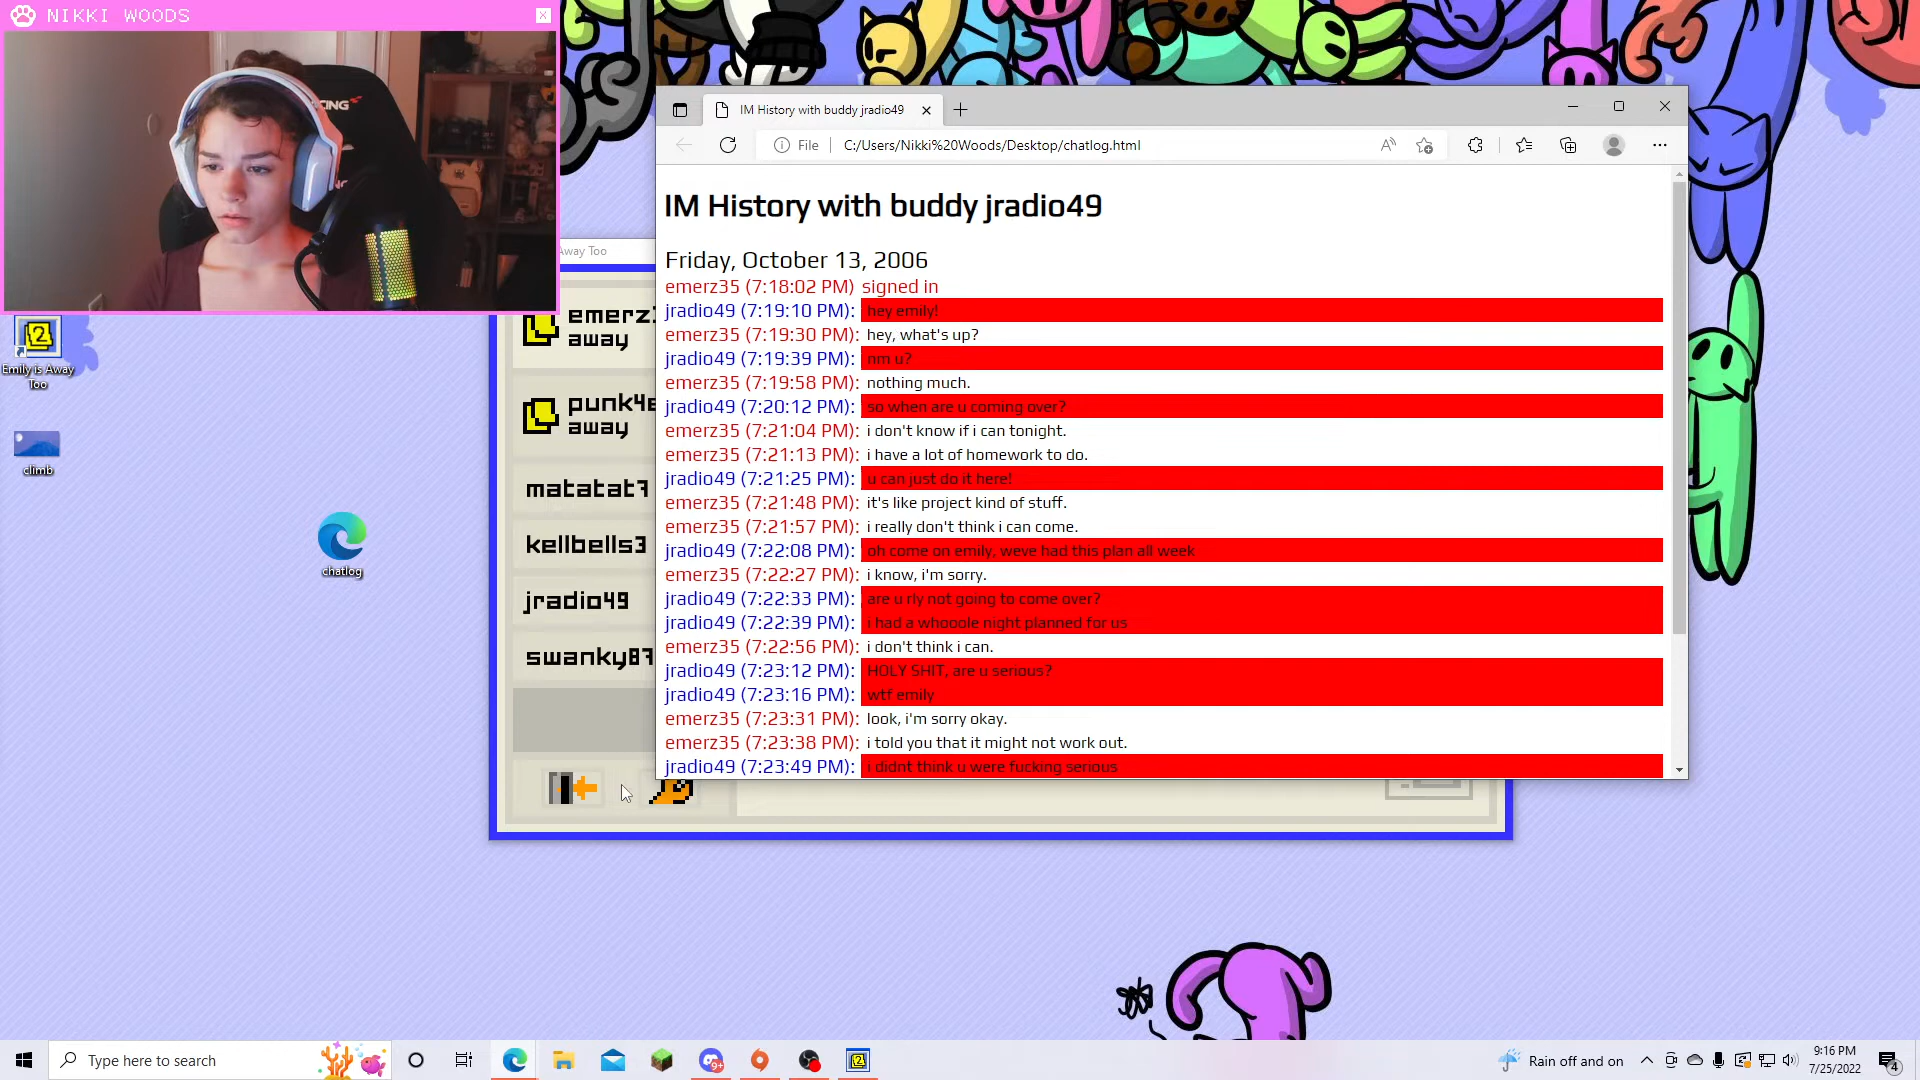 NIKKI WOODS
IM History with buddy jradio49
File
C:/Users/Nikki%20Woods/Desktop/chatlog.html
IM History with buddy jradio49
Friday, October 13, 2006
emerz35 (7:18:02 PM) signed in
jradio49 (7:19:10 PM): hey emily!
emerz35 (7:19:30 PM): hey, what's up?
jradio49 (7:19:39 PM): nm u?
emerz35 (7:19:58 PM): nothing much.
jradio49 (7:20:12 PM): so when are u coming over?
emerz35 (7:21:04 PM): i don't know if i can tonight.
emerz35 (7:21:13 PM): i have a lot of homework to do.
jradio49 (7:21:25 PM): u can just do it here!
emerz35 (7:21:48 PM): it's like project kind of stuff.
emerz35 (7:21:57 PM): i really don't think i can come.
jradio49 (7:22:08 PM): oh come on emily, weve had this plan all week
emerz35 (7:22:27 PM): i know, i'm sorry.
jradio49 (7:22:33 PM): are u rly not going to come over?
jradio49 (7:22:39 PM): i had a whooole night planned for us
emerz35 (7:22:56 PM): i don't think i can.
jradio49 (7:23:12 PM): HOLY SHIT, are u serious?
jradio49 (7:23:16 PM): wtf emily
emerz35 (7:23:31 PM): look, i'm sorry okay.
emerz35 (7:23:38 PM): i told you that it might not work out.
jradio49 (7:23:49 PM): i didnt think u were fucking serious
Away Too
away
away
matatat7
kellbells3
jradio49
swanky87
Emily is Away
Too
climb
chatlog
Type here to search
Rain off and on
9:16 PM
7/25/2022